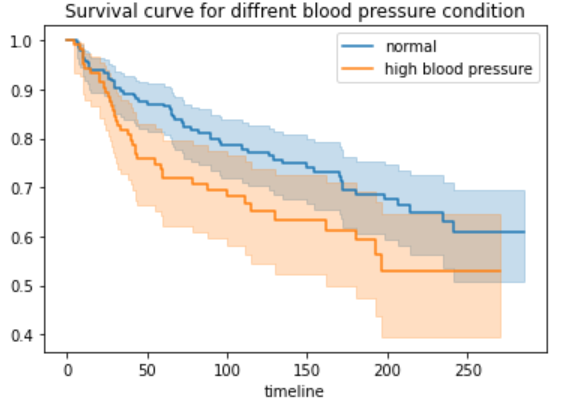 Survival curve for diffrent blood pressure condition
normal
high blood pressure
1.0
0.9
0.8
0.7
0.6
0.5
0.4
0 50 100 150 200 250
timeline